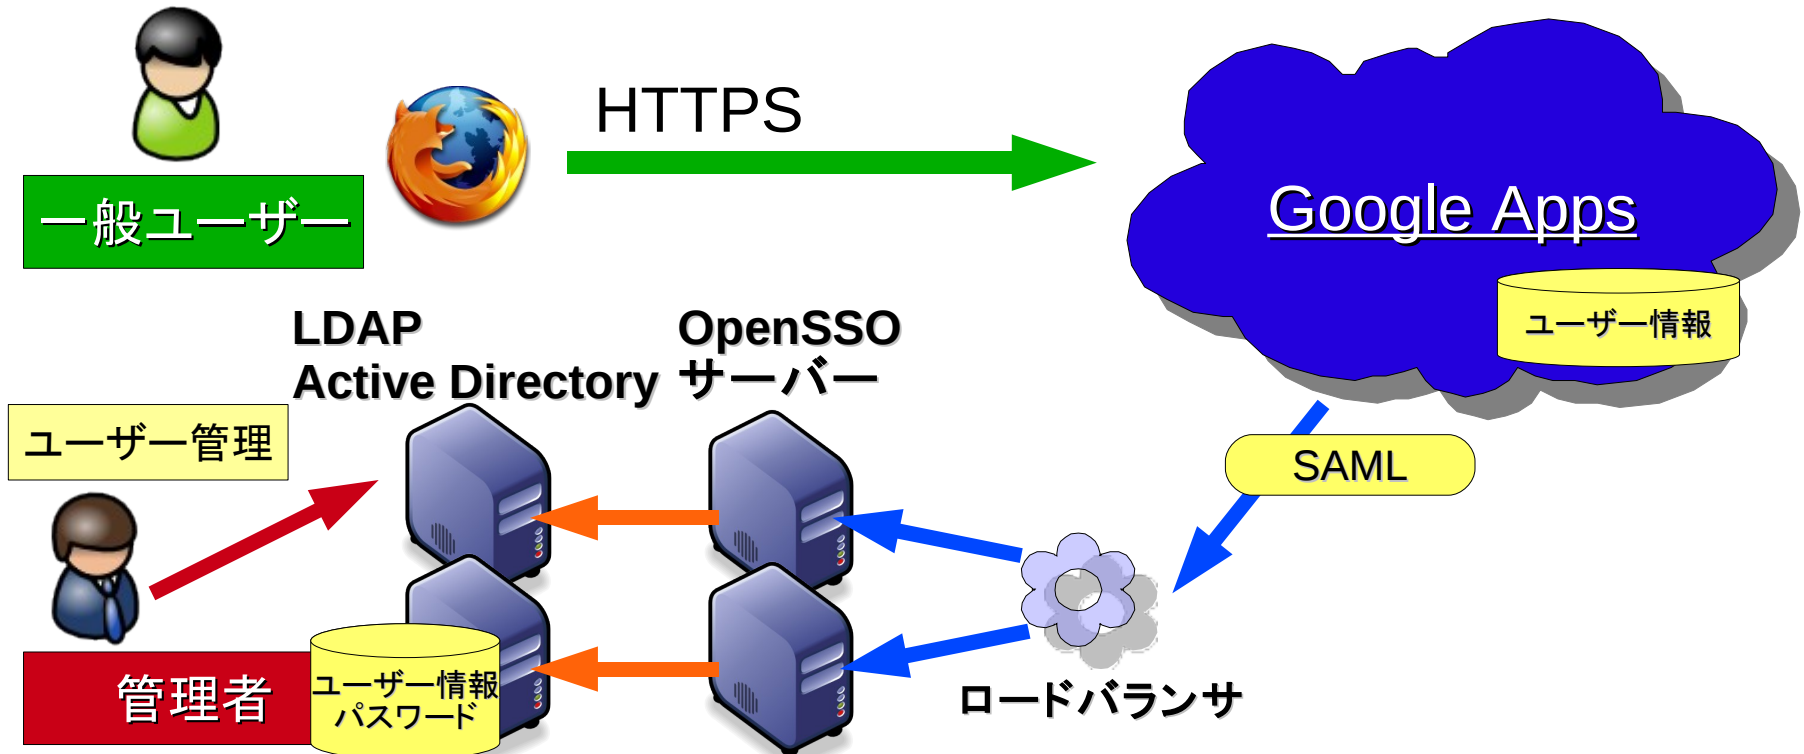 HTTPS
一般ユーザー
Google Apps
ユーザー情報
LDAP
Active Directory
OpenSSO
サーバー
ユーザー管理
SAML
管理者
ユーザー情報
パスワード
ロードバランサ